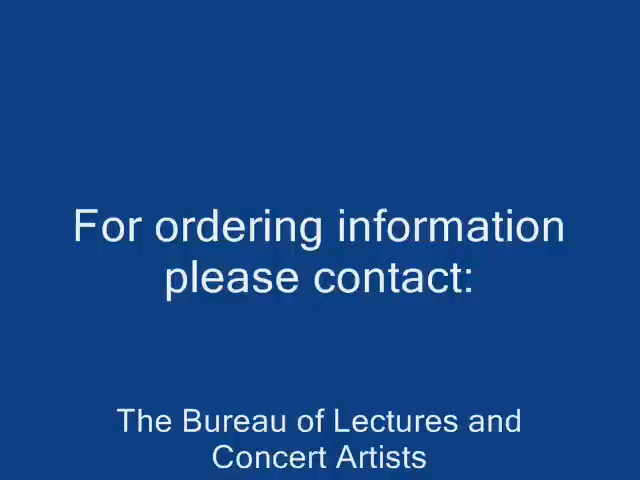 For ordering information
please contact:
The Bureau of Lectures and
Concert Artists